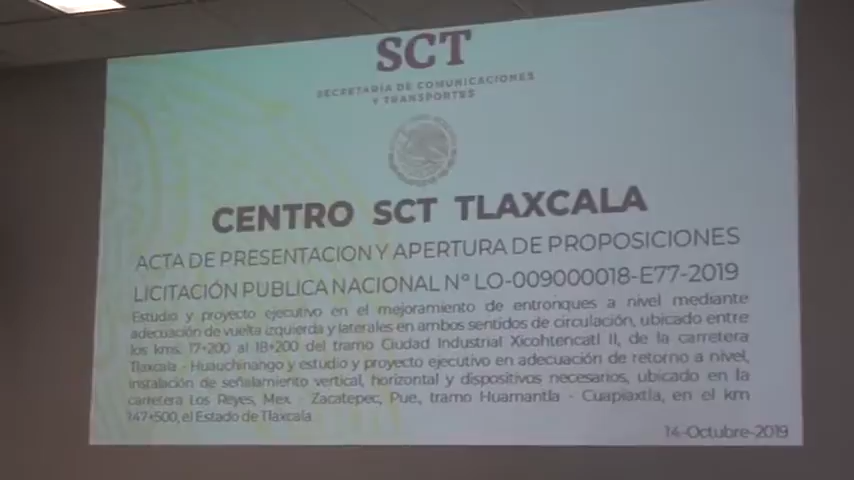 SCT
SECRETARÍA DE COMUNICACIONES
Y TRANSPORTES
CENTRO SCT TLAXCALA
ACTA DE PRESENTACION Y APERTURA DE PROPOSICIONES
LICITACIÓN PUBLICA NACIONAL N° LO-009000018-E77-2019
Estudio y proyecto ejecutivo en el mejoramiento de entronques a nivel mediante
adecuación de vuelta izquierda y laterales en ambos sentidos de circulación, ubicado entre
los kms. 17+200 al 18+200 del tramo Ciudad Industrial Xicohtencatl II, de la carretera
Tlaxcala - Huauchinango y estudio y proyecto ejecutivo en adecuación de retorno a nivel,
instalación de señalamiento vertical, horizontal y dispositivos necesarios, ubicado en la
carretera Los Reyes, Mex. - Zacatepec, Pue., tramo Huamantla - Cuapiaxtla, en el km
147+500, el Estado de Tlaxcala.
14-Octubre-2019